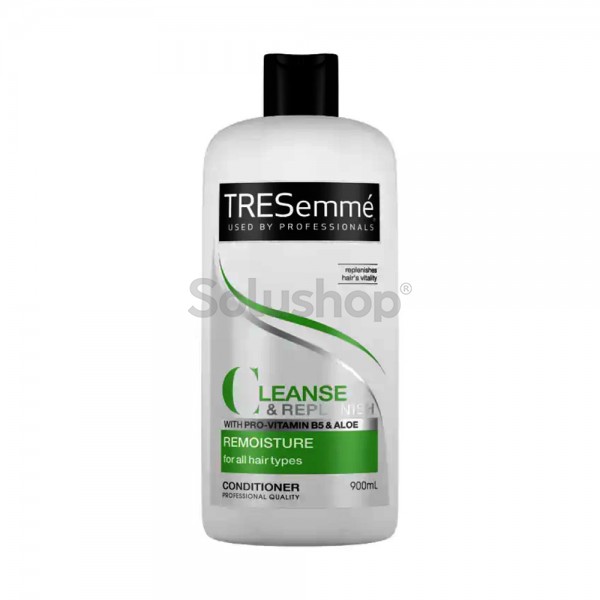 TRESemmé
USED BY PROFESSIONALS
replenishes
hair's vitality
Solushop®
CLEANSE
& REPLENISH
WITH PRO-VITAMIN B5 & ALOE
REMOISTURE
for all hair types
CONDITIONER 900mL
PROFESSIONAL QUALITY